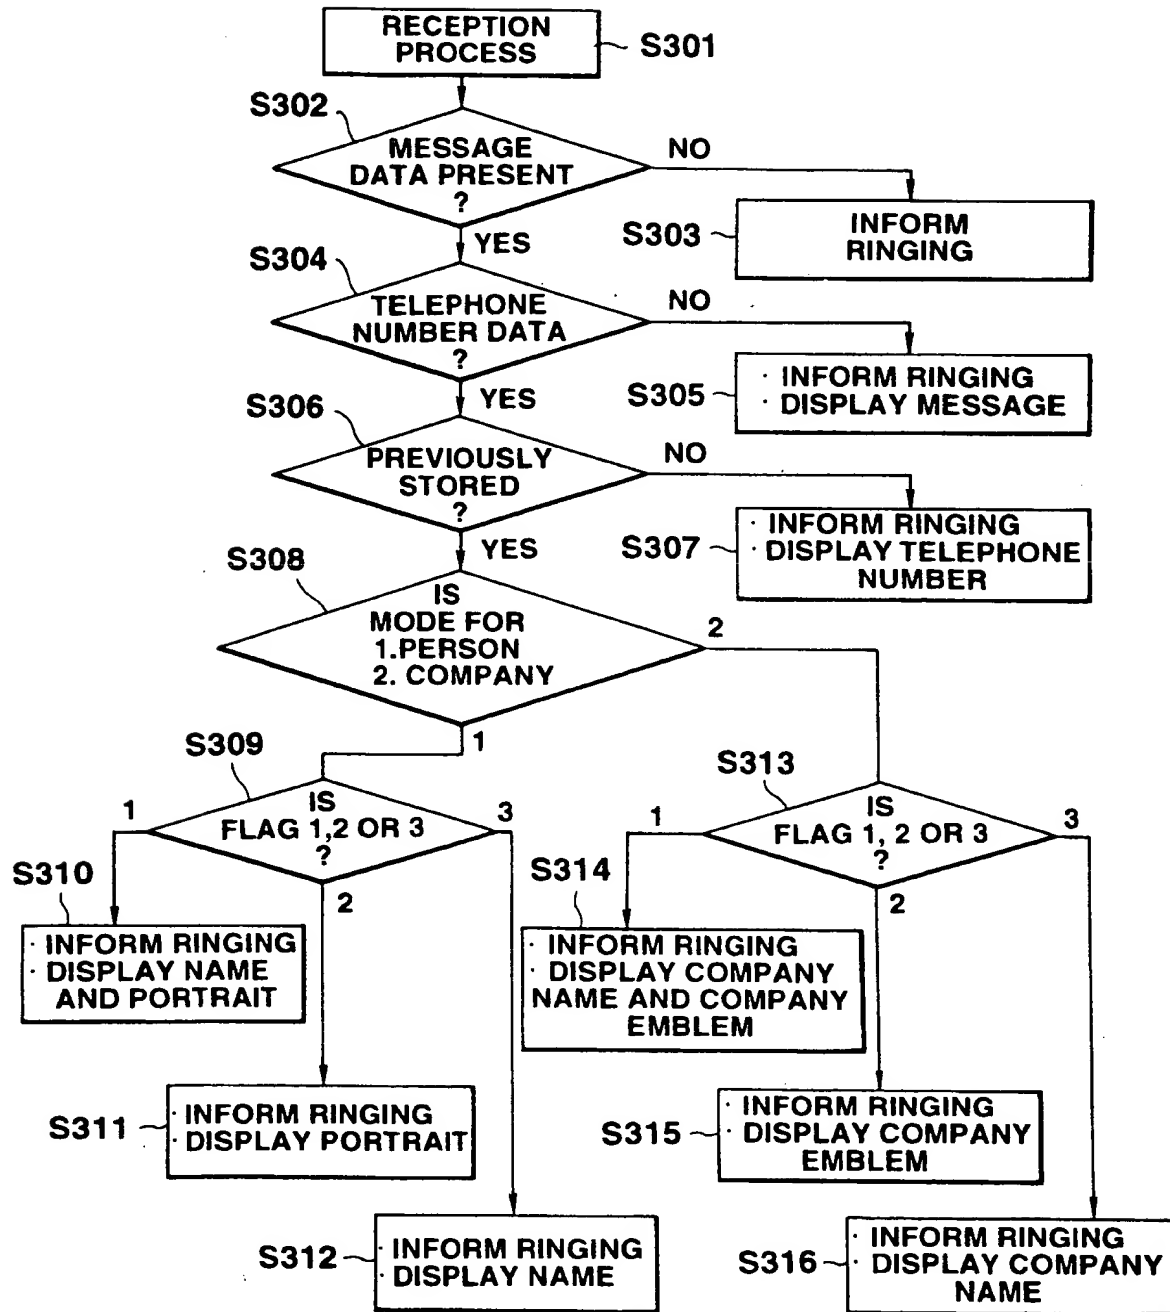 RECEPTION
PROCESS
S301
S302
MESSAGE
DATA PRESENT
?
NO
YES
S303
INFORM
RINGING
S304
TELEPHONE
NUMBER DATA
?
NO
YES
S305
· INFORM RINGING
· DISPLAY MESSAGE
S306
PREVIOUSLY
STORED
?
NO
YES
S307
· INFORM RINGING
· DISPLAY TELEPHONE
NUMBER
S308
IS
MODE FOR
1.PERSON
2. COMPANY
2
1
S309
IS
FLAG 1,2 OR 3
?
1
3
2
S310
· INFORM RINGING
· DISPLAY NAME
AND PORTRAIT
S311
· INFORM RINGING
· DISPLAY PORTRAIT
S312
· INFORM RINGING
· DISPLAY NAME
S313
IS
FLAG 1, 2 OR 3
?
1
3
2
S314
· INFORM RINGING
· DISPLAY COMPANY
NAME AND COMPANY
EMBLEM
S315
· INFORM RINGING
· DISPLAY COMPANY
EMBLEM
S316
· INFORM RINGING
· DISPLAY COMPANY
NAME